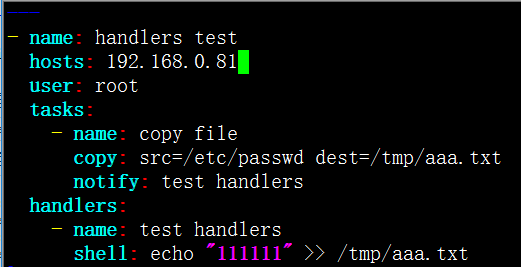 ---
- name: handlers test
  hosts: 192.168.0.81
  user: root
  tasks:
    - name: copy file
      copy: src=/etc/passwd dest=/tmp/aaa.txt
      notify: test handlers
  handlers:
    - name: test handlers
      shell: echo "111111" >> /tmp/aaa.txt